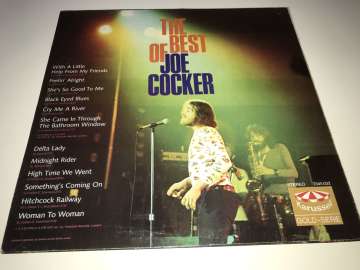 THE
BEST
OF
JOE
COCKER
With A Little
Help From My Friends
Feelin' Alright
She's So Good To Me
Black Eyed Blues
Cry Me A River
She Came In Through
The Bathroom Window
Delta Lady
Midnight Rider
High Time We Went
Something's Coming On
Hitchcock Railway
Woman To Woman
STEREO
Karussell
GOLD-SERIE